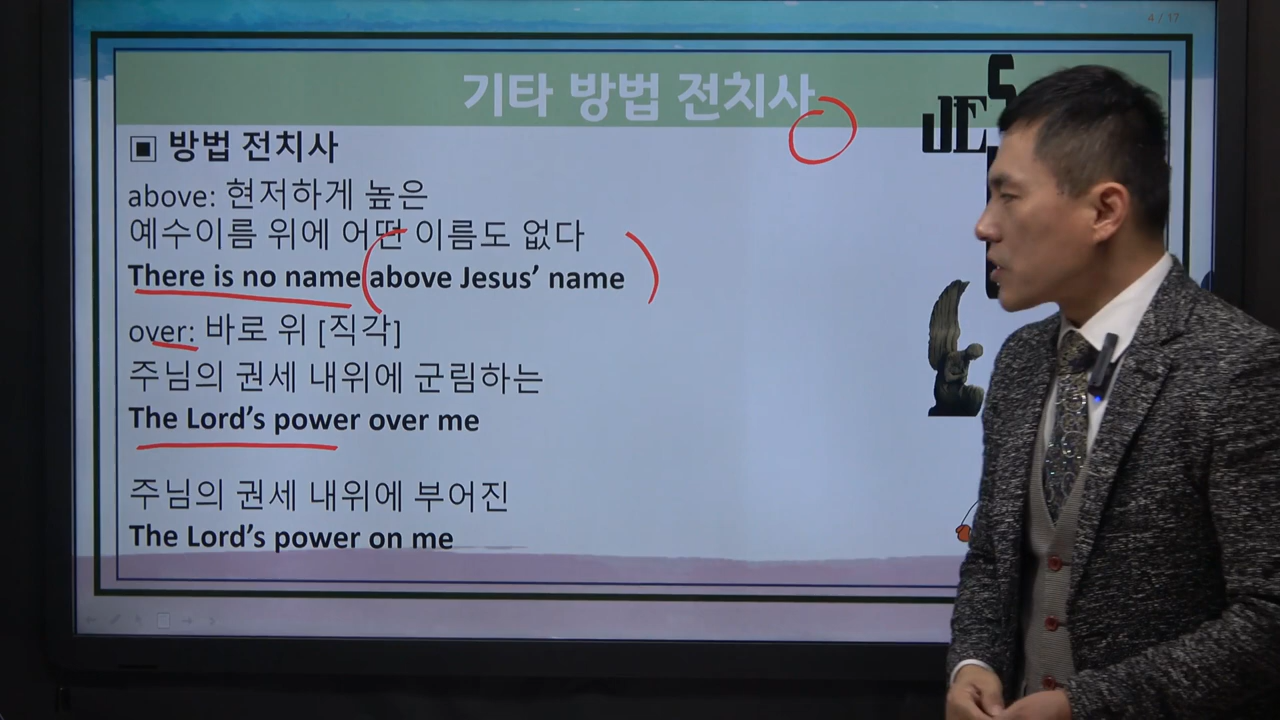 4 / 17
기타 방법 전치사
▣ 방법 전치사
above: 현저하게 높은
예수이름 위에 어떤 이름도 없다
There is no name above Jesus’ name
over: 바로 위 [직각]
주님의 권세 내위에 군림하는
The Lord’s power over me
주님의 권세 내위에 부어진
The Lord’s power on me
JES